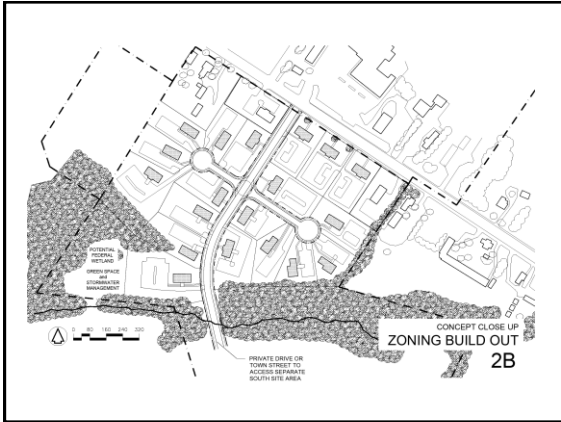 POTENTIAL
FEDERAL
WETLAND
GREEN SPACE
and
STORMWATER
MANAGEMENT
0 80 160 240 320
PRIVATE DRIVE OR
TOWN STREET TO
ACCESS SEPARATE
SOUTH SITE AREA
CONCEPT CLOSE UP
ZONING BUILD OUT
2B